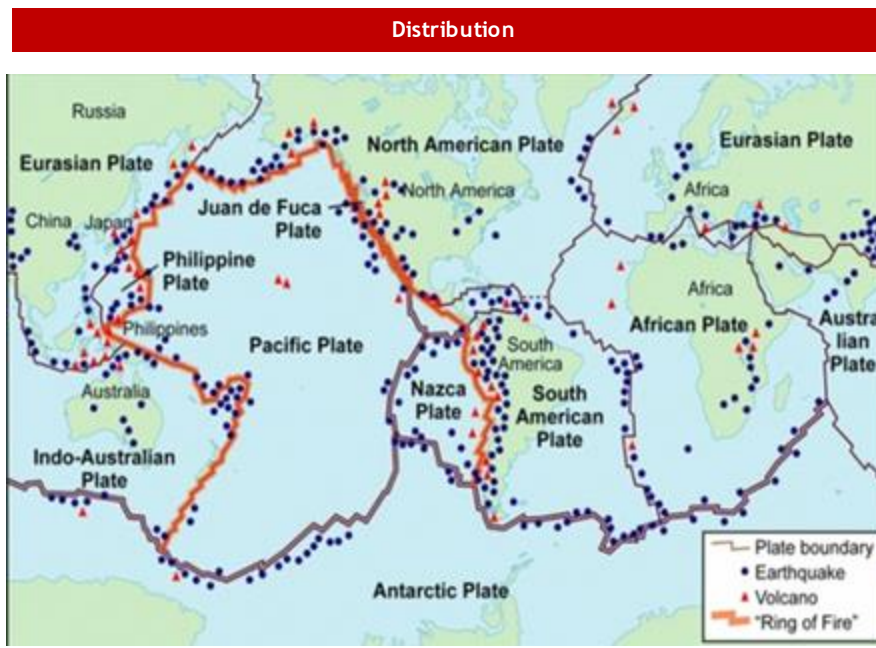 Distribution
Russia
Eurasian Plate
North American Plate
Eurasian Plate
North America
Africa
China
Japan
Juan de Fuca
Plate
Philippine
Plate
Philippines
Pacific Plate
Africa
African Plate
Austra
lian
Plate
South
America
Nazca
Plate
South
American
Plate
Australia
Indo-Australian
Plate
Antarctic Plate
Plate boundary
Earthquake
Volcano
"Ring of Fire"